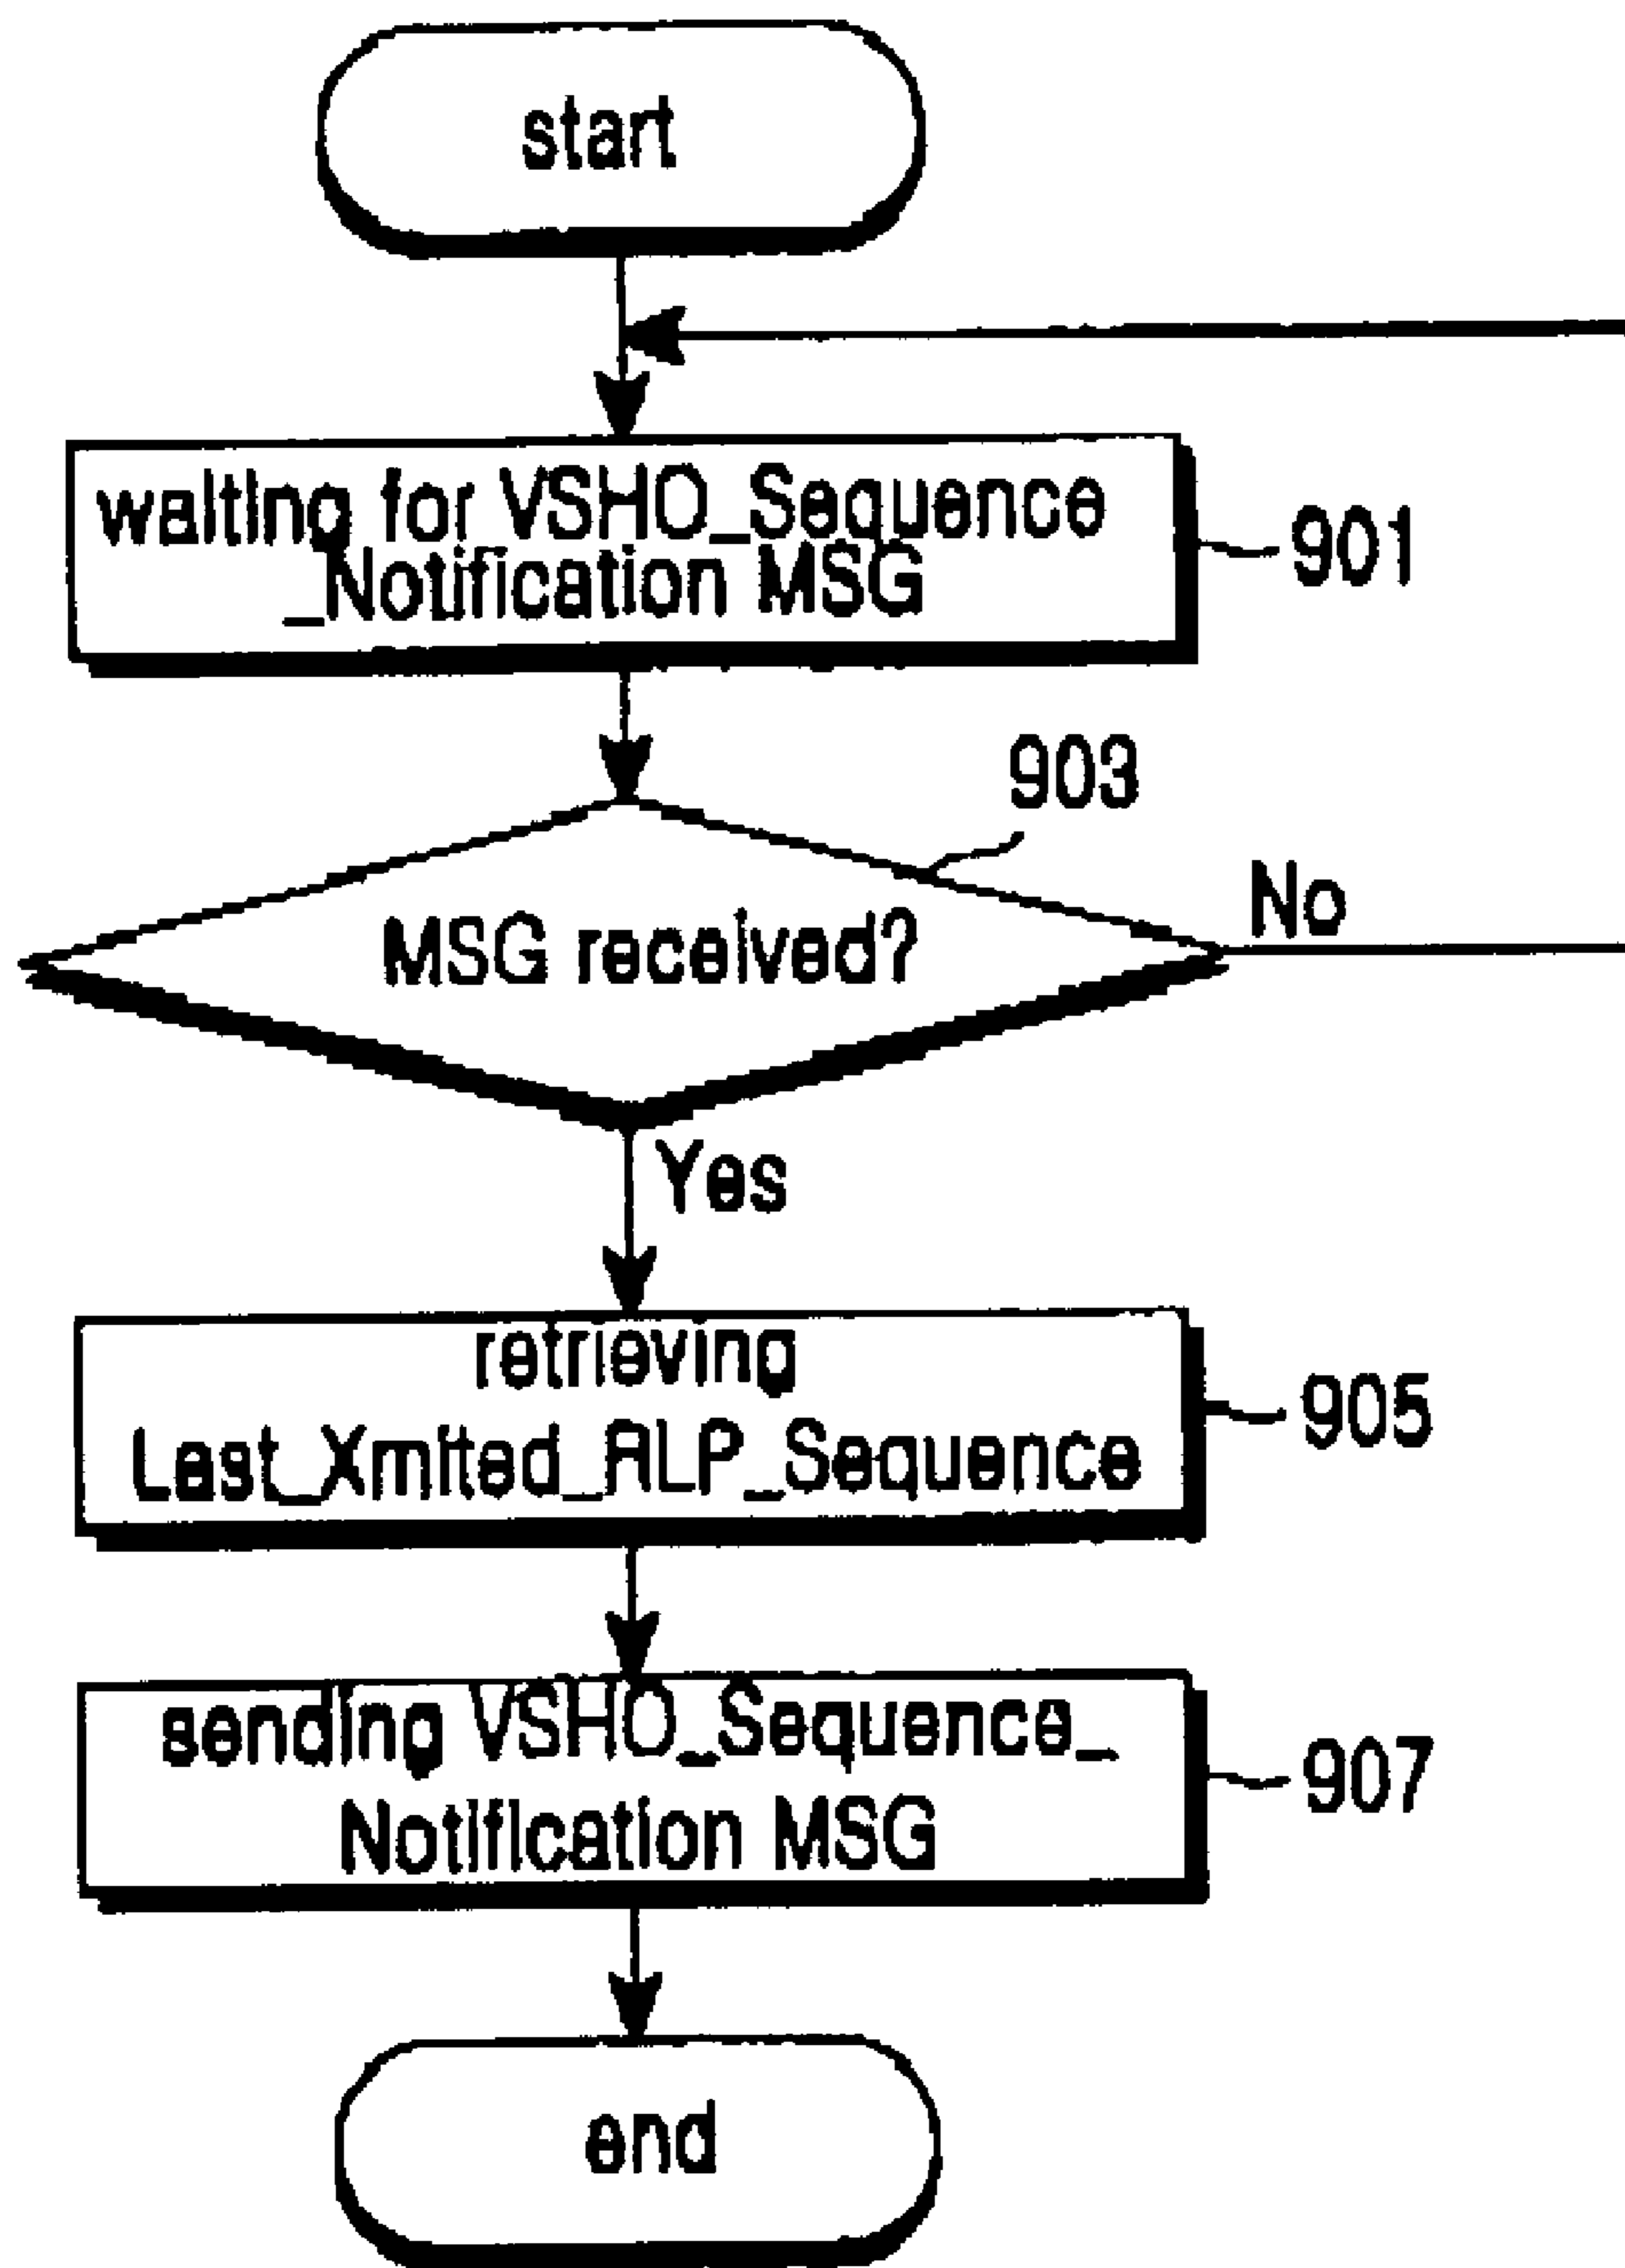 start
waiting for VSHO_Sequence
_Notification MSG
901
903
MSG received?
No
Yes
retrieving
Last_Xmited_RLP_Sequence
905
sending VSHO_Sequence_
Notification MSG
907
end